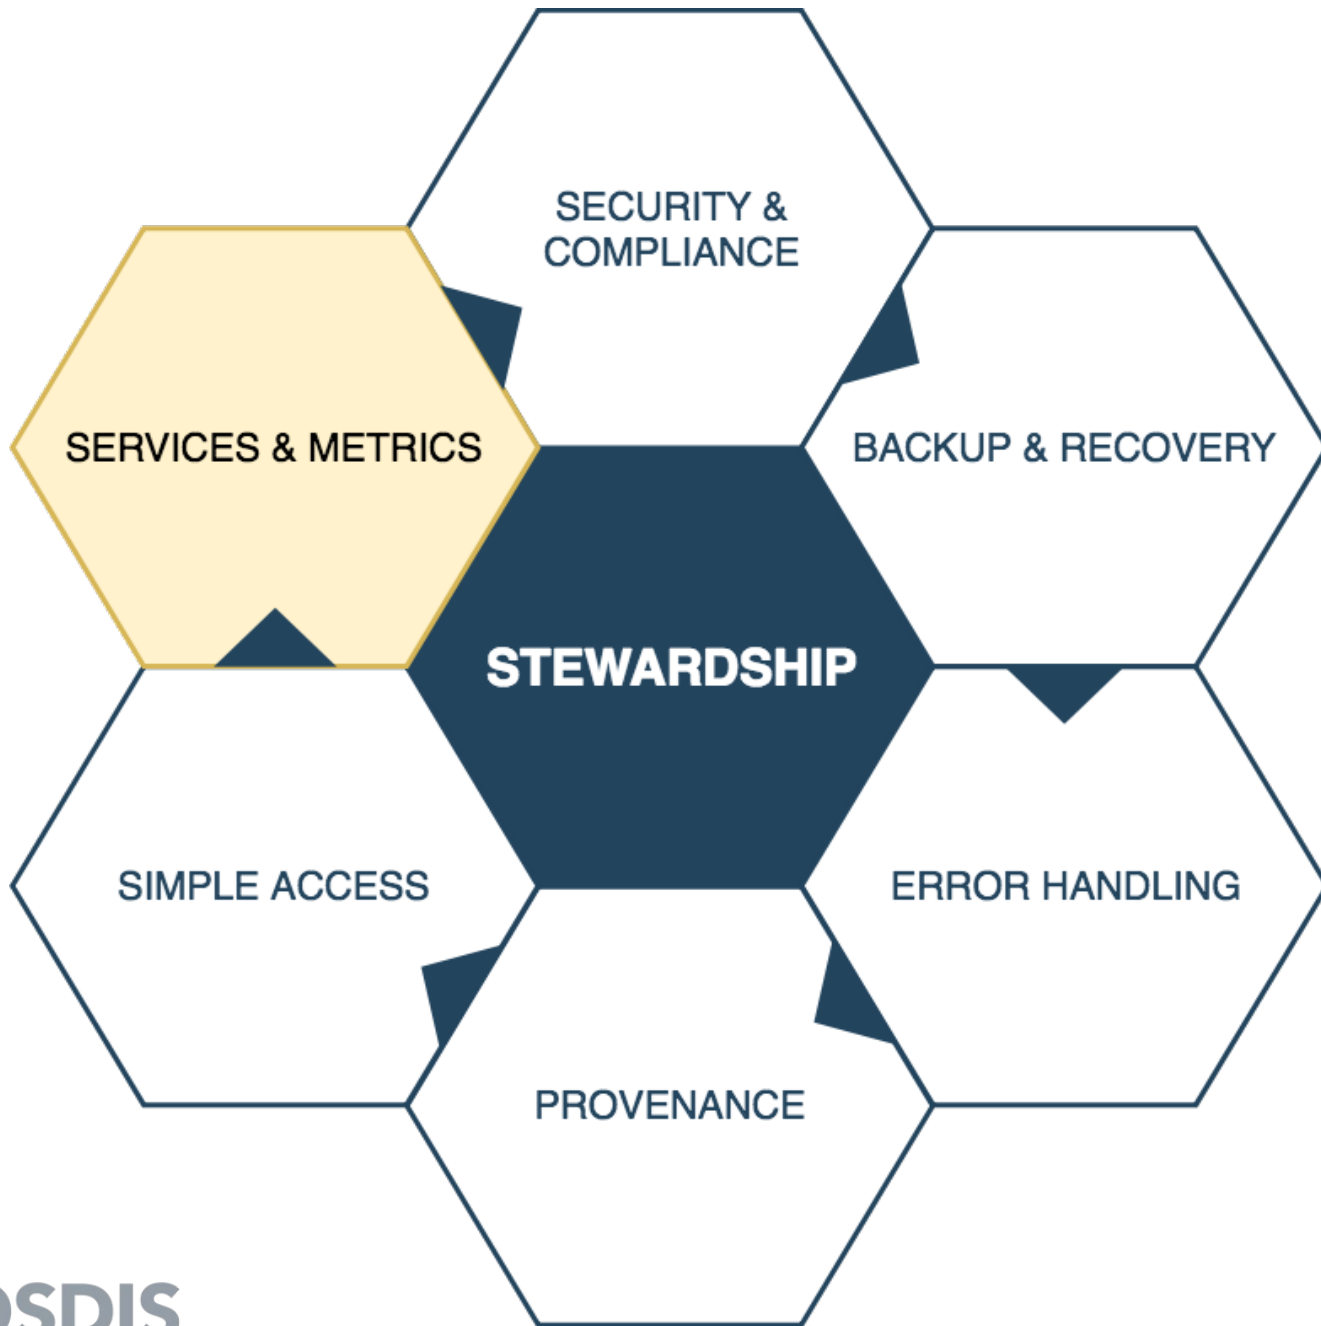 SECURITY &
COMPLIANCE
SERVICES & METRICS
BACKUP & RECOVERY
STEWARDSHIP
SIMPLE ACCESS
ERROR HANDLING
PROVENANCE